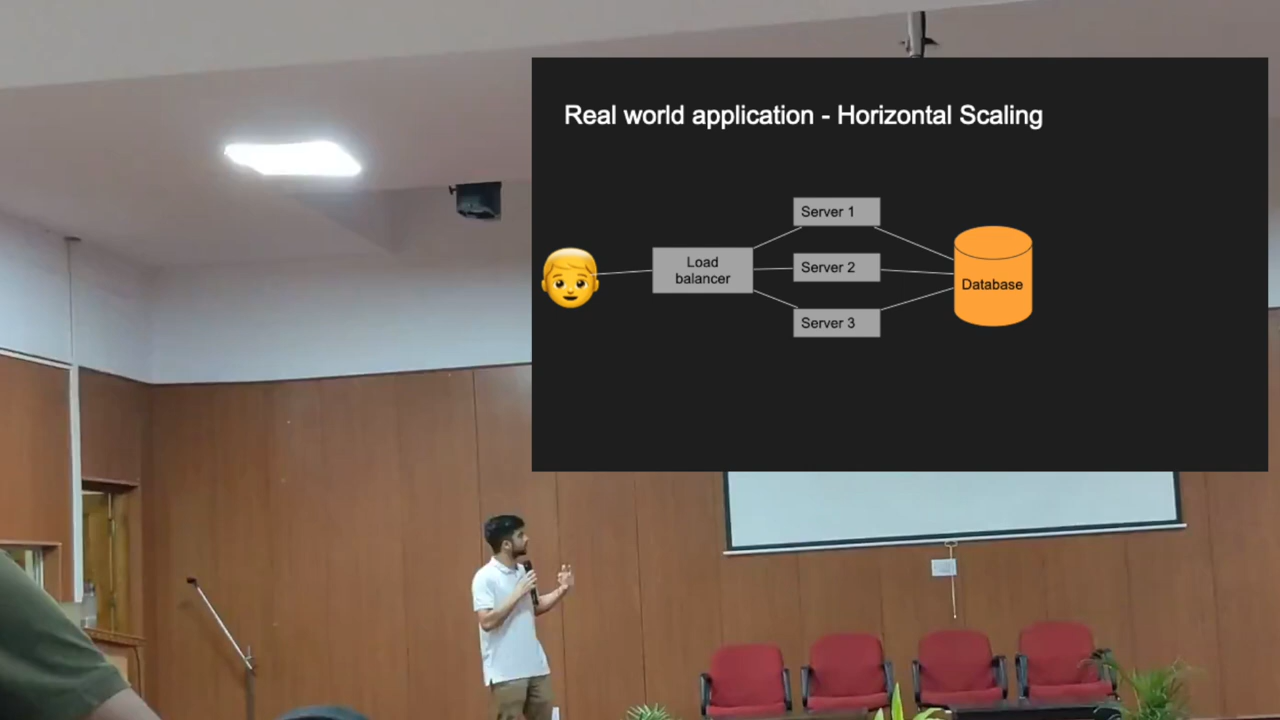 Real world application - Horizontal Scaling
Server 1
Load
balancer
Server 2
Database
Server 3